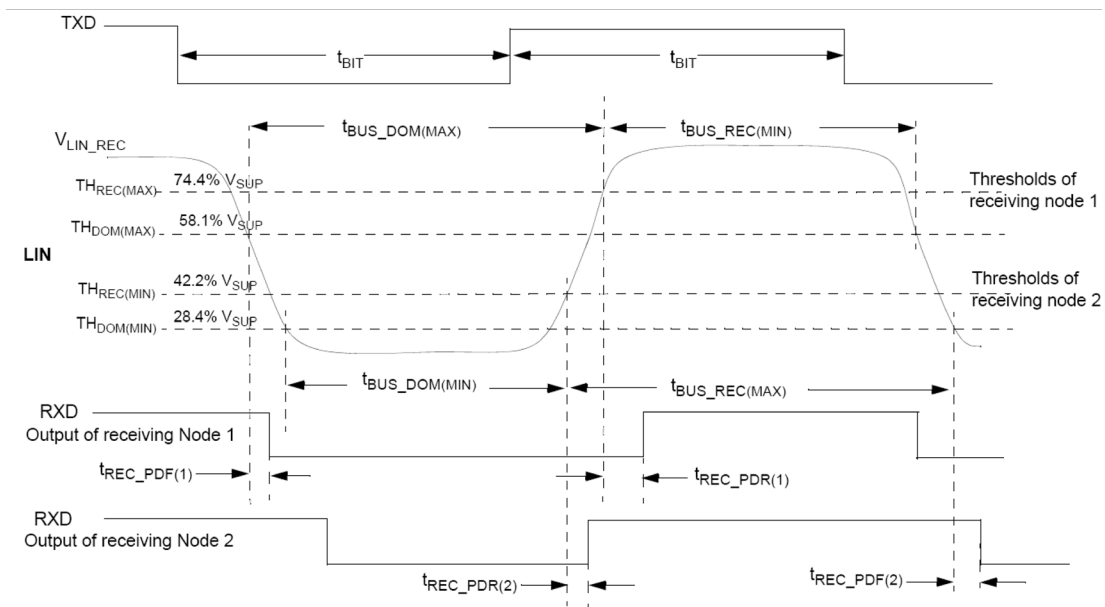 TXD
tBIT
tBIT
tBUS_DOM(MAX)
tBUS_REC(MIN)
VLIN_REC
THREC(MAX)
74.4% VSUP
Thresholds of
receiving node 1
THDOM(MAX)
58.1% VSUP
LIN
THREC(MIN)
42.2% VSUP
Thresholds of
receiving node 2
THDOM(MIN)
28.4% VSUP
tBUS_DOM(MIN)
tBUS_REC(MAX)
RXD
Output of receiving Node 1
tREC_PDF(1)
tREC_PDR(1)
RXD
Output of receiving Node 2
tREC_PDR(2)
tREC_PDF(2)